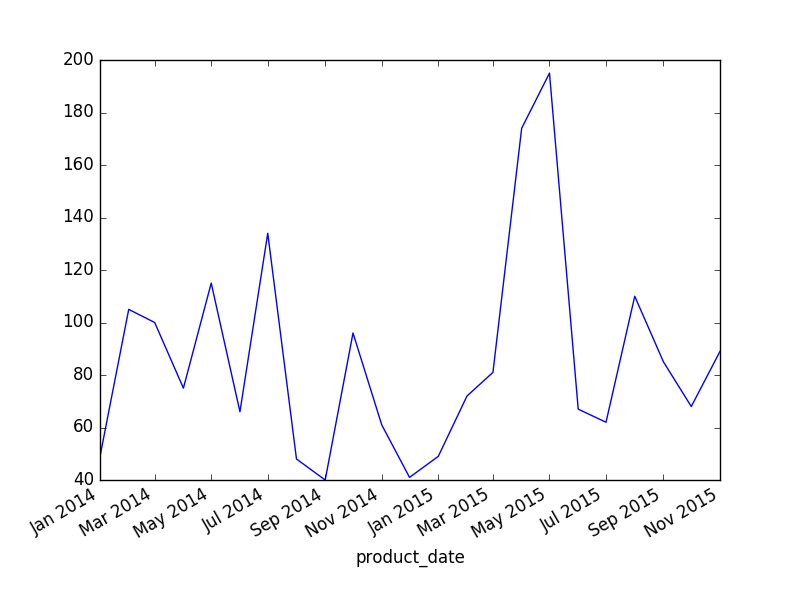 200
180
160
140
120
100
80
60
40
Jan 2014
Mar 2014
May 2014
Jul 2014
Sep 2014
Nov 2014
Jan 2015
Mar 2015
May 2015
Jul 2015
Sep 2015
Nov 2015
product_date